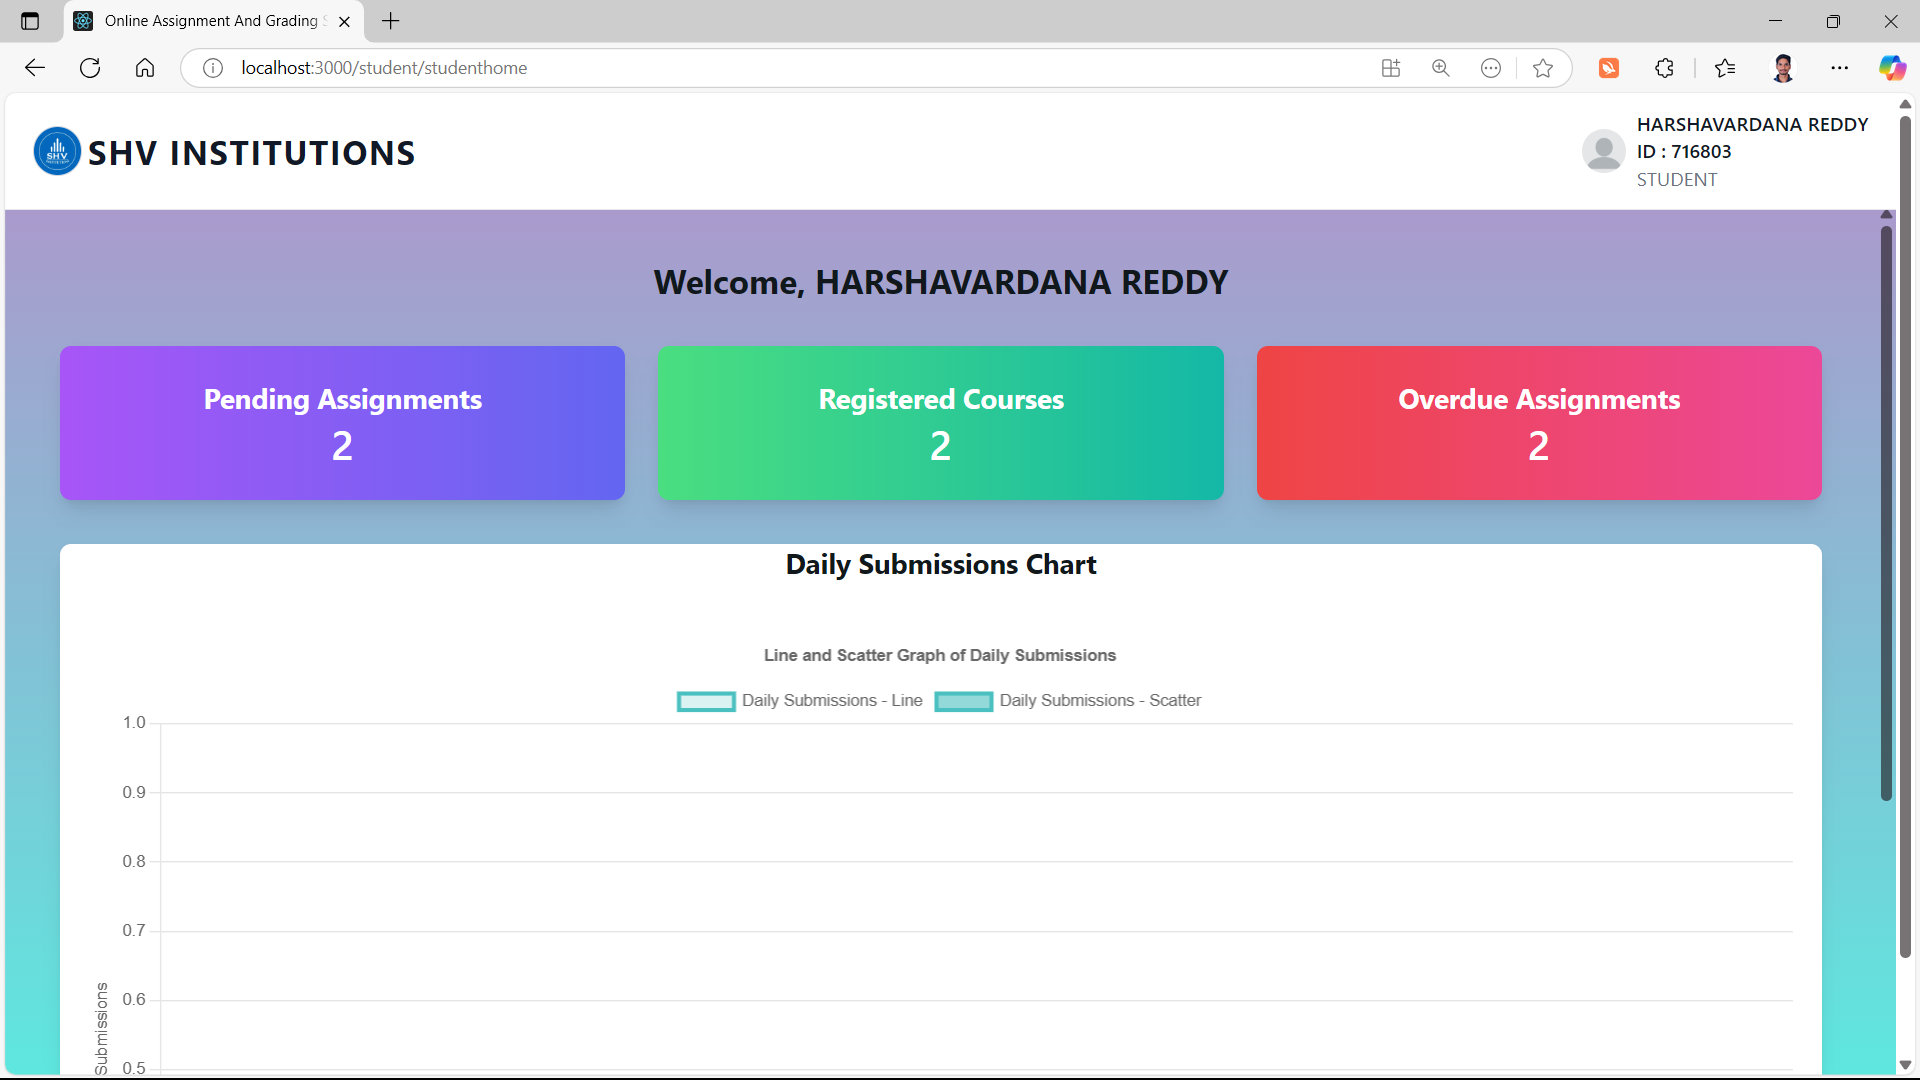 Online Assignment And Grading S
localhost:3000/student/studenthome
SHV
SHV INSTITUTIONS
HARSHAVARDANA REDDY
ID : 716803
STUDENT
Welcome, HARSHAVARDANA REDDY
Pending Assignments
2
Registered Courses
2
Overdue Assignments
2
Daily Submissions Chart
Line and Scatter Graph of Daily Submissions
Daily Submissions - Line
Daily Submissions - Scatter
1.0
0.9
0.8
0.7
0.6
0.5
Submissions